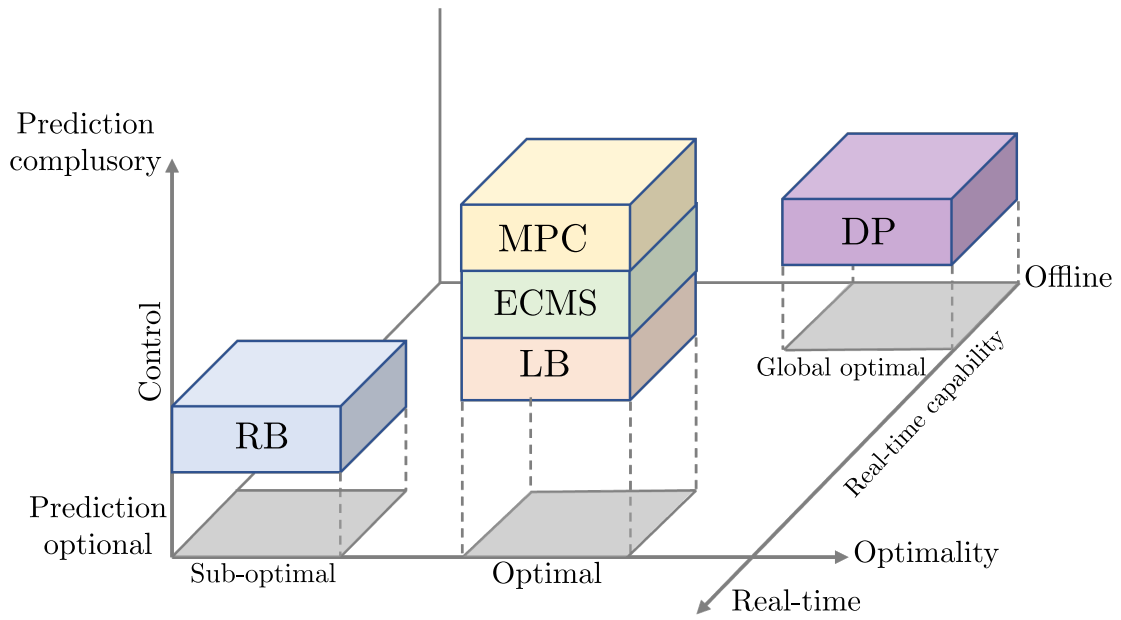 Prediction
complusory
MPC
DP
ECMS
Offline
Control
LB
Global optimal
Real-time capability
RB
Prediction
optional
Optimality
Sub-optimal
Optimal
Real-time